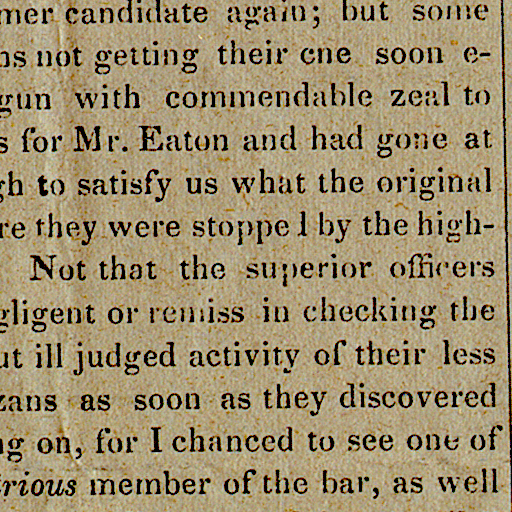 mer candidate again; but some
ns not getting their cne soon e-
gun with commendable zeal to
s for Mr. Eaton and had gone at
gh to satisfy us what the original
re they were stoppe l by the high-
Not that the superior officers
gligent or remiss in checking the
ut ill judged activity of their less
zans as soon as they discovered
ng on, for I chanced to see one of
rious member of the bar, as well